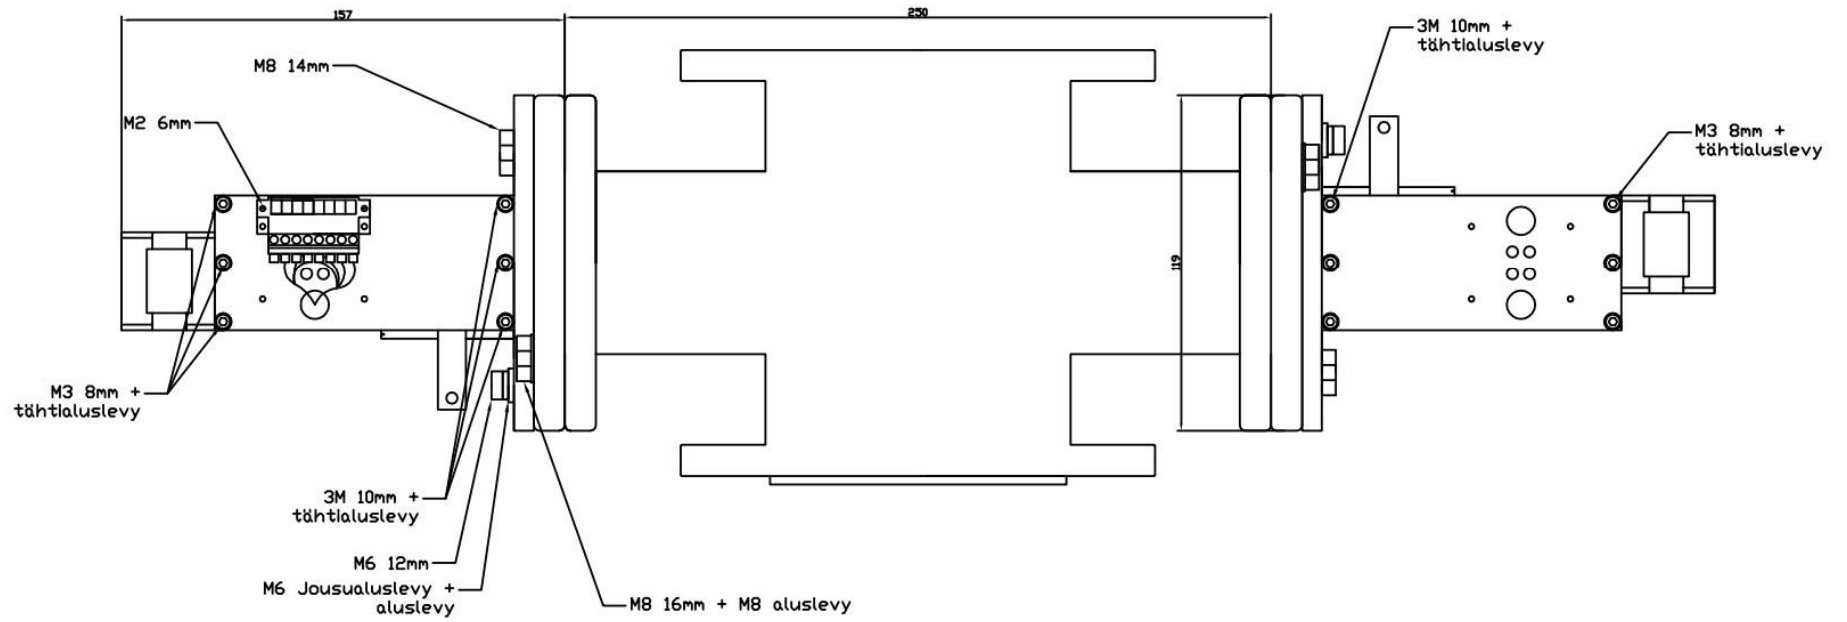 157
250
3M 10mm +
tähtialuslevy
M8 14mm
M2 6mm
M3 8mm +
tähtialuslevy
119
M3 8mm +
tähtialuslevy
3M 10mm +
tähtialuslevy
M6 12mm
M6 Jousualuslevy +
aluslevy
M8 16mm + M8 aluslevy